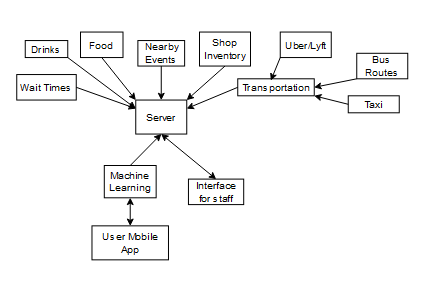 Drinks
Food
Nearby
Events
Shop
Inventory
Uber/Lyft
Bus
Routes
Wait Times
Transportation
Taxi
Server
Machine
Learning
Interface
for staff
User Mobile
App